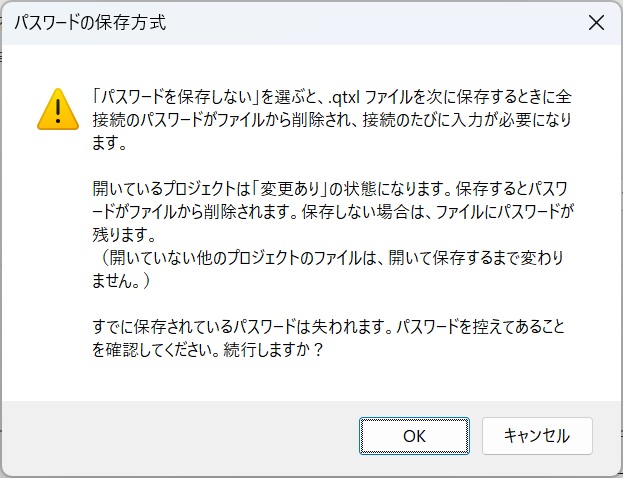 パスワードの保存方式
「パスワードを保存しない」を選ぶと、.qtxl ファイルを次に保存するときに全
接続のパスワードがファイルから削除され、接続のたびに入力が必要になり
ます。
開いているプロジェクトは「変更あり」の状態になります。保存するとパスワ
ードがファイルから削除されます。保存しない場合は、ファイルにパスワードが
残ります。
（開いていない他のプロジェクトのファイルは、開いて保存するまで変わり
ません。）
すでに保存されているパスワードは失われます。パスワードを控えてあること
を確認してください。続行しますか？
OK
キャンセル